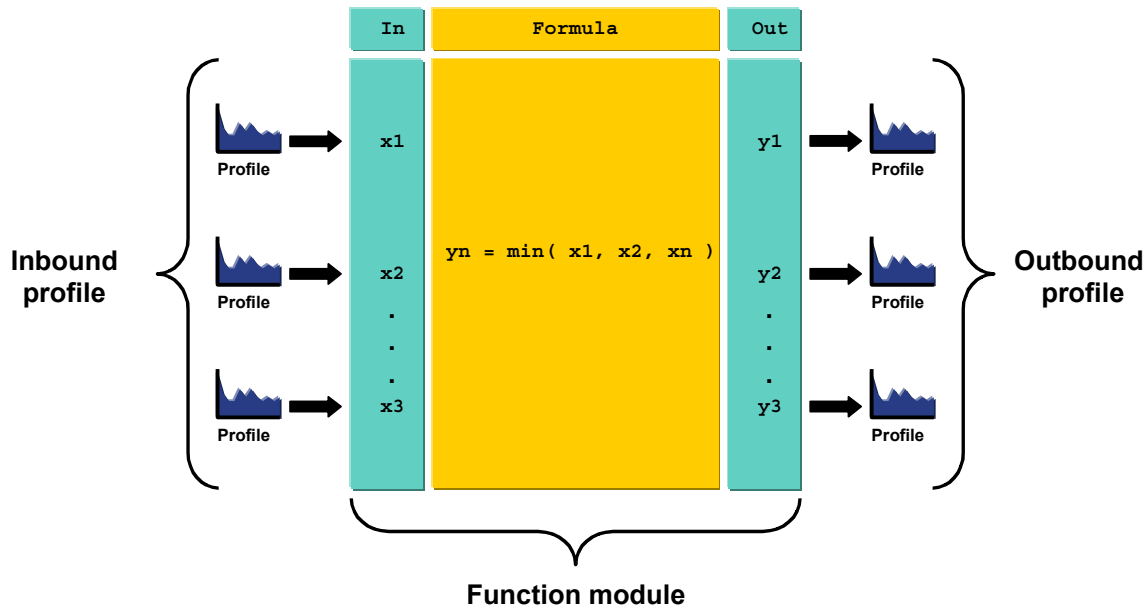 In Formula Out
Profile
x1
y1
Profile
Inbound
profile
Profile
x2
yn = min( x1, x2, xn )
y2
Profile
Outbound
profile
.
.
.
.
.
.
Profile
x3
y3
Profile
Function module